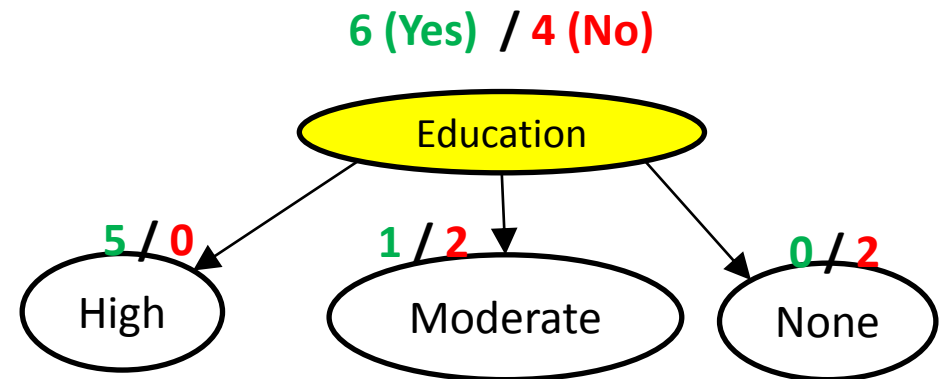 6 (Yes) / 4 (No)
Education
5 / 0
1 / 2
0 / 2
High
Moderate
None